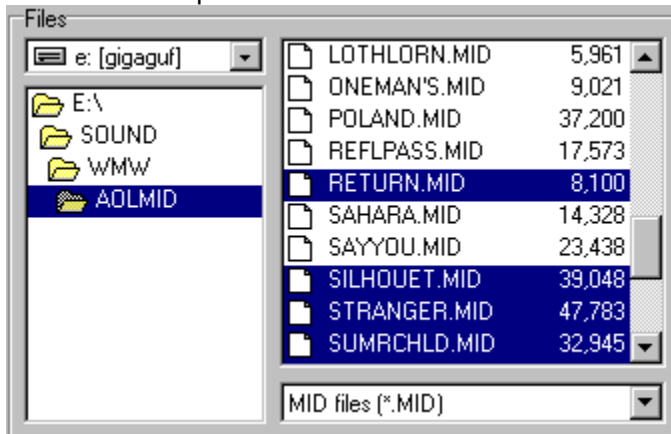 Files
e: [gigaguf]
E:\
SOUND
WMW
AOLMID
LOTHLORN.MID 5,961
ONEMAN'S.MID 9,021
POLAND.MID 37,200
REFLPASS.MID 17,573
RETURN.MID 8,100
SAHARA.MID 14,328
SAYYOU.MID 23,438
SILHOUET.MID 39,048
STRANGER.MID 47,783
SUMRCHLD.MID 32,945
MID files (*.MID)